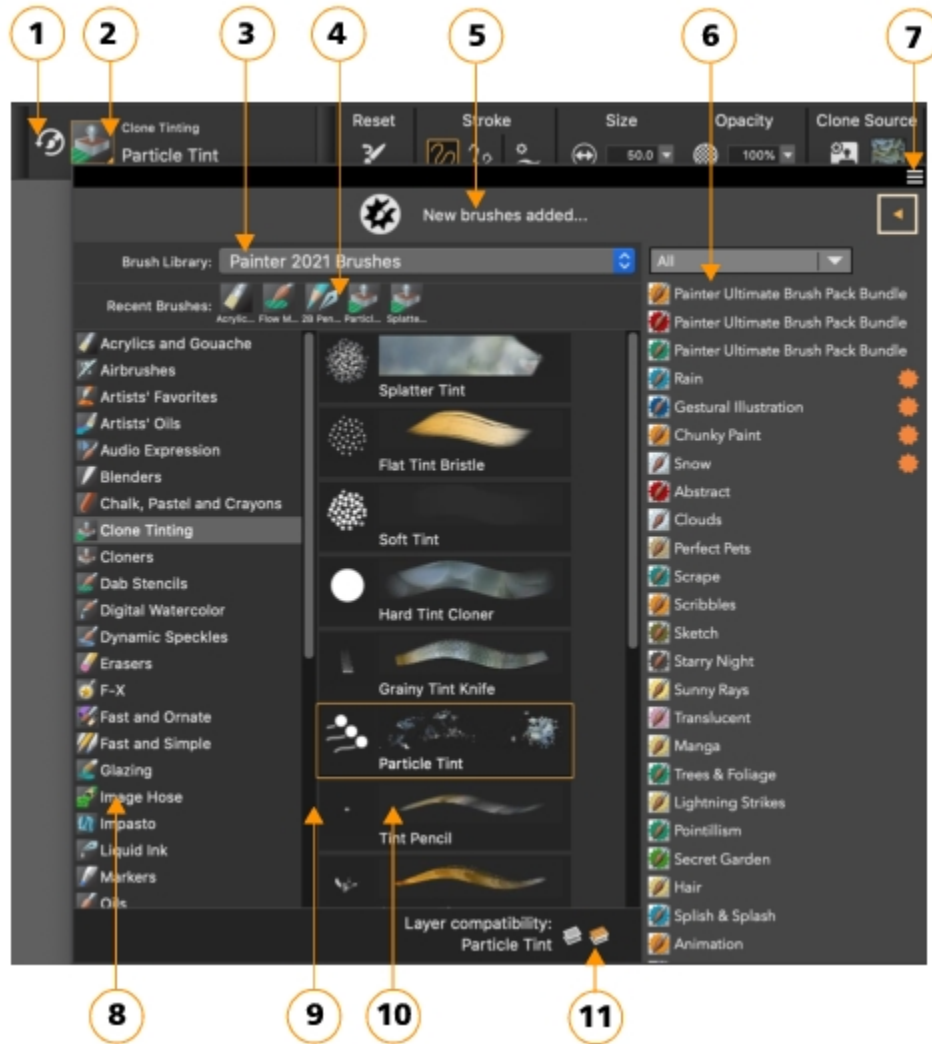 1 2 3 4 5 6 7
Clone Tinting
Particle Tint
Reset Stroke Size Opacity Clone Source
50.0 100%
New brushes added...
Brush Library: Painter 2021 Brushes
All
Recent Brushes:
Acrylic... Flow M... 2B Pen... Particl... Splatte...
Acrylics and Gouache
Airbrushes
Artists' Favorites
Artists' Oils
Audio Expression
Blenders
Chalk, Pastel and Crayons
Clone Tinting
Cloners
Dab Stencils
Digital Watercolor
Dynamic Speckles
Erasers
F-X
Fast and Ornate
Fast and Simple
Glazing
Image Hose
Impasto
Liquid Ink
Markers
Oils
Splatter Tint
Flat Tint Bristle
Soft Tint
Hard Tint Cloner
Grainy Tint Knife
Particle Tint
Tint Pencil
Painter Ultimate Brush Pack Bundle
Painter Ultimate Brush Pack Bundle
Painter Ultimate Brush Pack Bundle
Rain
Gestural Illustration
Chunky Paint
Snow
Abstract
Clouds
Perfect Pets
Scrape
Scribbles
Sketch
Starry Night
Sunny Rays
Translucent
Manga
Trees & Foliage
Lightning Strikes
Pointillism
Secret Garden
Hair
Splish & Splash
Animation
Layer compatibility:
Particle Tint
8 9 10 11